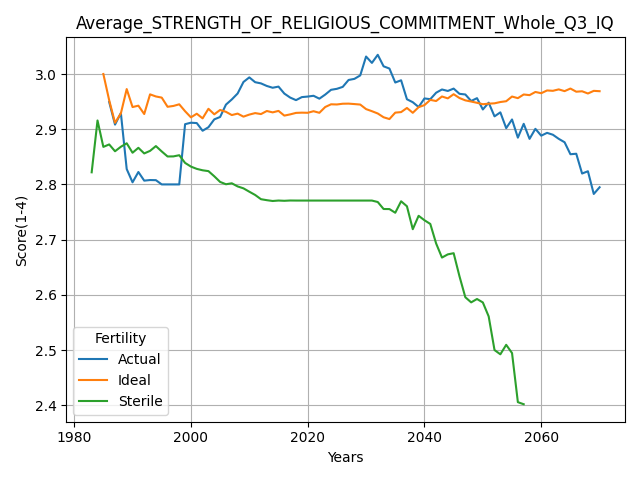 Average_STRENGTH_OF_RELIGIOUS_COMMITMENT_Whole_Q3_IQ
3.0
2.9
2.8
2.7
2.6
2.5
2.4
Score(1-4)
Fertility
Actual
Ideal
Sterile
1980
2000
2020
2040
2060
Years